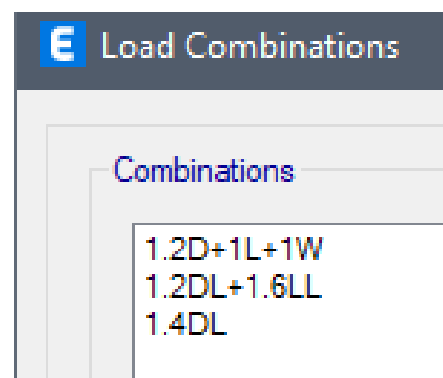 E Load Combinations
Combinations
1.2D+1L+1W
1.2DL+1.6LL
1.4DL